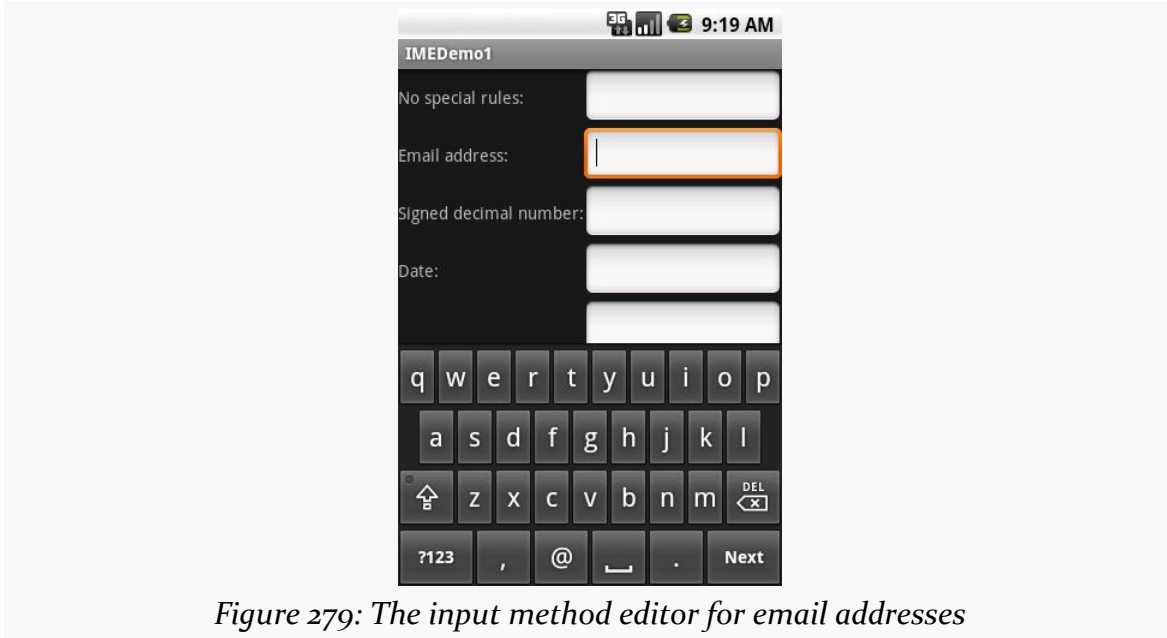 3G 9:19 AM
IMEDemo1
No special rules:
Email address:
Signed decimal number:
Date:
q w e r t y u i o p
a s d f g h j k l
z x c v b n m DEL
?123 , @ . Next
Figure 279: The input method editor for email addresses